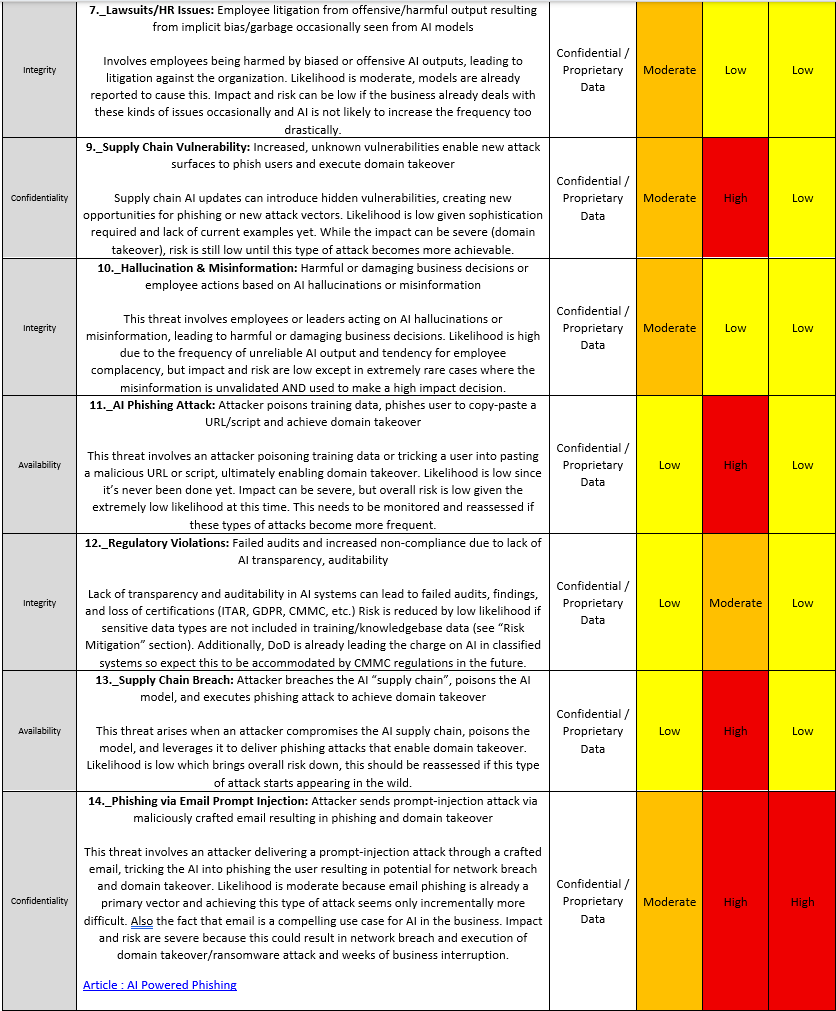 Integrity
7._Lawsuits/HR Issues: Employee litigation from offensive/harmful output resulting
from implicit bias/garbage occasionally seen from AI models
Involves employees being harmed by biased or offensive AI outputs, leading to
litigation against the organization. Likelihood is moderate, models are already
reported to cause this. Impact and risk can be low if the business already deals with
these kinds of issues occasionally and AI is not likely to increase the frequency too
drastically.
Confidential /
Proprietary
Data
Moderate
Low
Low
Confidentiality
9._Supply Chain Vulnerability: Increased, unknown vulnerabilities enable new attack
surfaces to phish users and execute domain takeover
Supply chain AI updates can introduce hidden vulnerabilities, creating new
opportunities for phishing or new attack vectors. Likelihood is low given sophistication
required and lack of current examples yet. While the impact can be severe (domain
takeover), risk is still low until this type of attack becomes more achievable.
Confidential /
Proprietary
Data
Moderate
High
Low
Integrity
10._Hallucination & Misinformation: Harmful or damaging business decisions or
employee actions based on AI hallucinations or misinformation
This threat involves employees or leaders acting on AI hallucinations or
misinformation, leading to harmful or damaging business decisions. Likelihood is high
due to the frequency of unreliable AI output and tendency for employee
complacency, but impact and risk are low except in extremely rare cases where the
misinformation is unvalidated AND used to make a high impact decision.
Confidential /
Proprietary
Data
Moderate
Low
Low
Availability
11._AI Phishing Attack: Attacker poisons training data, phishes user to copy-paste a
URL/script and achieve domain takeover
This threat involves an attacker poisoning training data or tricking a user into pasting
a malicious URL or script, ultimately enabling domain takeover. Likelihood is low since
it's never been done yet. Impact can be severe, but overall risk is low given the
extremely low likelihood at this time. This needs to be monitored and reassessed if
these types of attacks become more frequent.
Confidential /
Proprietary
Data
Low
High
Low
Integrity
12._Regulatory Violations: Failed audits and increased non-compliance due to lack of
AI transparency, auditability
Lack of transparency and auditability in AI systems can lead to failed audits, findings,
and loss of certifications (ITAR, GDPR, CMMC, etc.) Risk is reduced by low likelihood if
sensitive data types are not included in training/knowledgebase data (see “Risk
Mitigation” section). Additionally, DoD is already leading the charge on AI in classified
systems so expect this to be accommodated by CMMC regulations in the future.
Confidential /
Proprietary
Data
Low
Moderate
Low
Availability
13._Supply Chain Breach: Attacker breaches the AI “supply chain”, poisons the AI
model, and executes phishing attack to achieve domain takeover
This threat arises when an attacker compromises the AI supply chain, poisons the
model, and leverages it to deliver phishing attacks that enable domain takeover.
Likelihood is low which brings overall risk down, this should be reassessed if this type
of attack starts appearing in the wild.
Confidential /
Proprietary
Data
Low
High
Low
Confidentiality
14._Phishing via Email Prompt Injection: Attacker sends prompt-injection attack via
maliciously crafted email resulting in phishing and domain takeover
This threat involves an attacker delivering a prompt-injection attack through a crafted
email, tricking the AI into phishing the user resulting in potential for network breach
and domain takeover. Likelihood is moderate because email phishing is already a
primary vector and achieving this type of attack seems only incrementally more
difficult. Also the fact that email is a compelling use case for AI in the business. Impact
and risk are severe because this could result in network breach and execution of
domain takeover/ransomware attack and weeks of business interruption.
Article : AI Powered Phishing
Confidential /
Proprietary
Data
Moderate
High
High